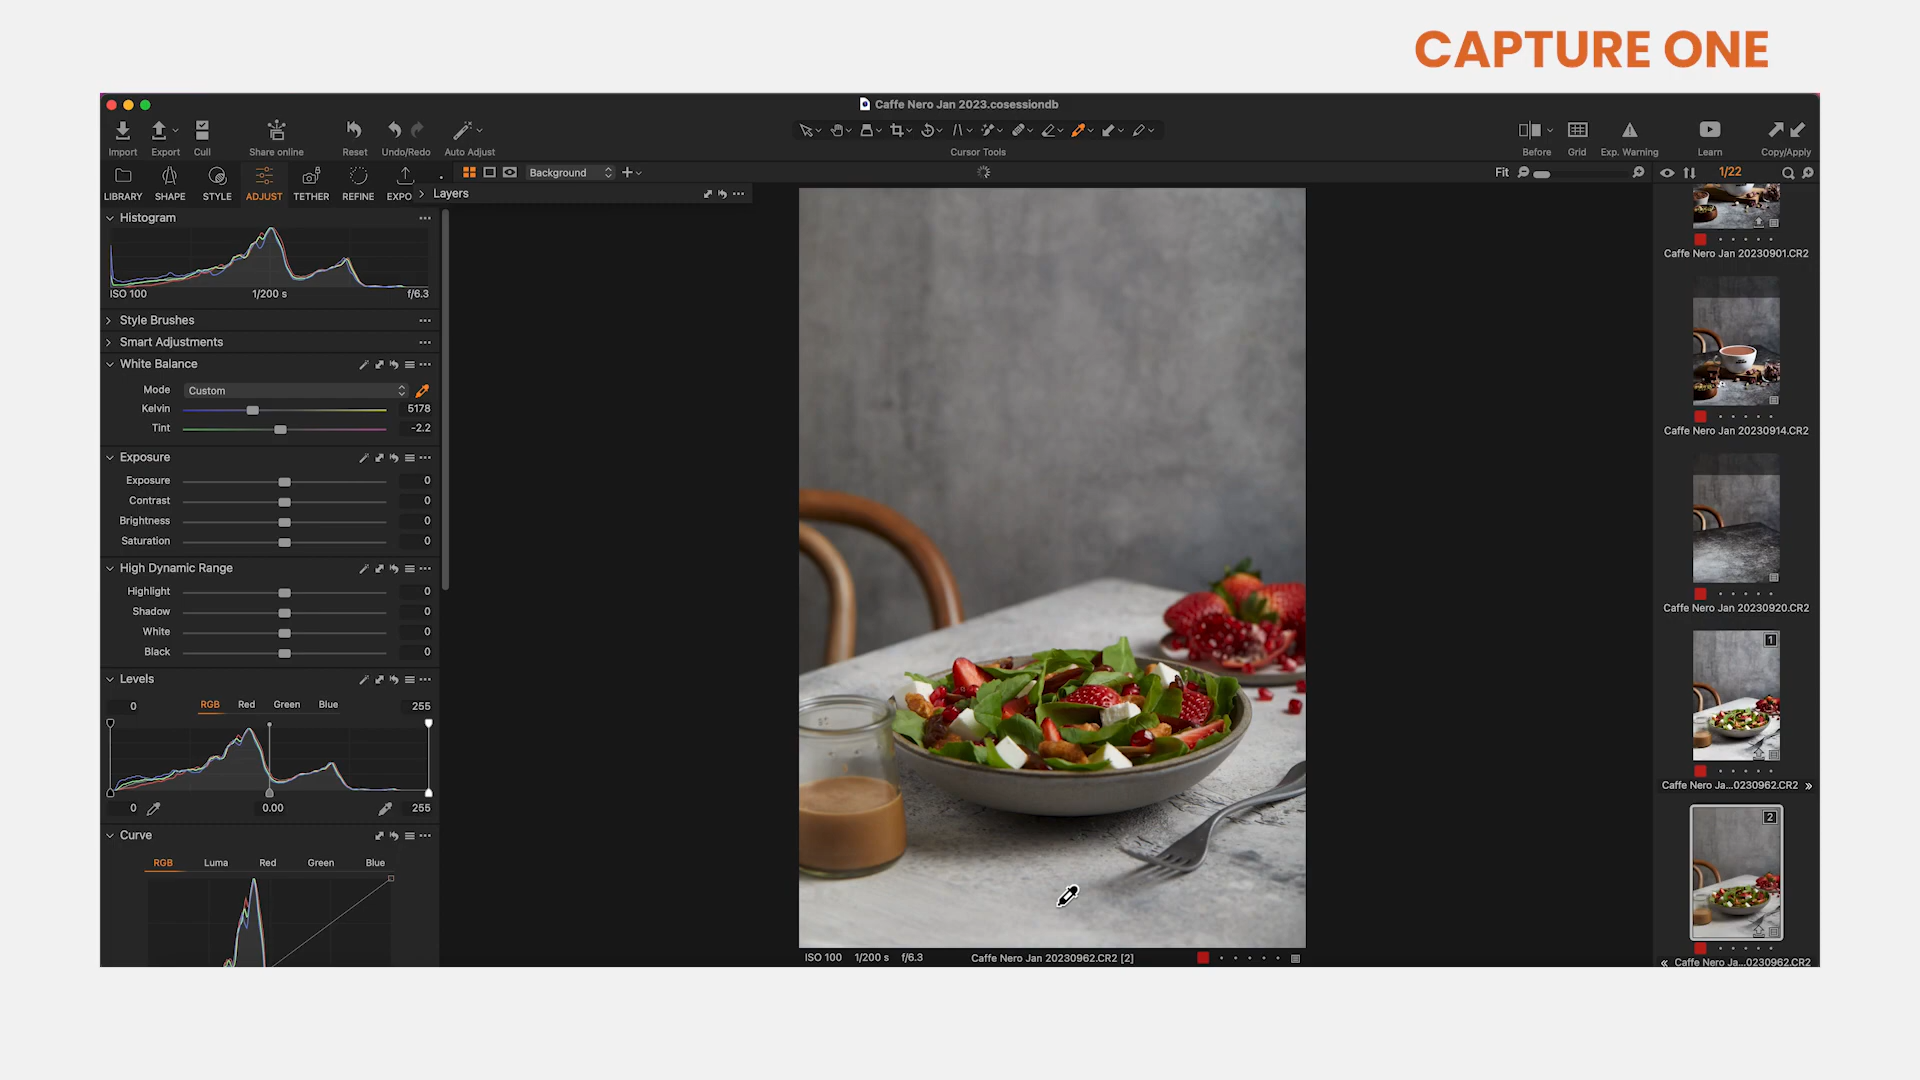 CAPTURE ONE
Caffe Nero Jan 2023.cosessiondb
Import
Export
Cull
Share online
Reset
Undo/Redo
Auto Adjust
Cursor Tools
Before
Grid
Exp. Warning
Learn
Copy/Apply
LIBRARY
SHAPE
STYLE
ADJUST
TETHER
REFINE
EXPO
Background
Fit
1/22
Layers
Histogram
ISO 100
1/200 s
f/6.3
Style Brushes
Smart Adjustments
White Balance
Mode
Custom
Kelvin
5178
Tint
-2.2
Exposure
Exposure
0
Contrast
0
Brightness
0
Saturation
0
High Dynamic Range
Highlight
0
Shadow
0
White
0
Black
0
Levels
0
RGB
Red
Green
Blue
255
0
0.00
255
Curve
RGB
Luma
Red
Green
Blue
ISO 100
1/200 s
f/6.3
Caffe Nero Jan 20230962.CR2 [2]
Caffe Nero Jan 20230901.CR2
Caffe Nero Jan 20230914.CR2
Caffe Nero Jan 20230920.CR2
1
Caffe Nero Ja...0230962.CR2 »
2
« Caffe Nero Ja...0230962.CR2